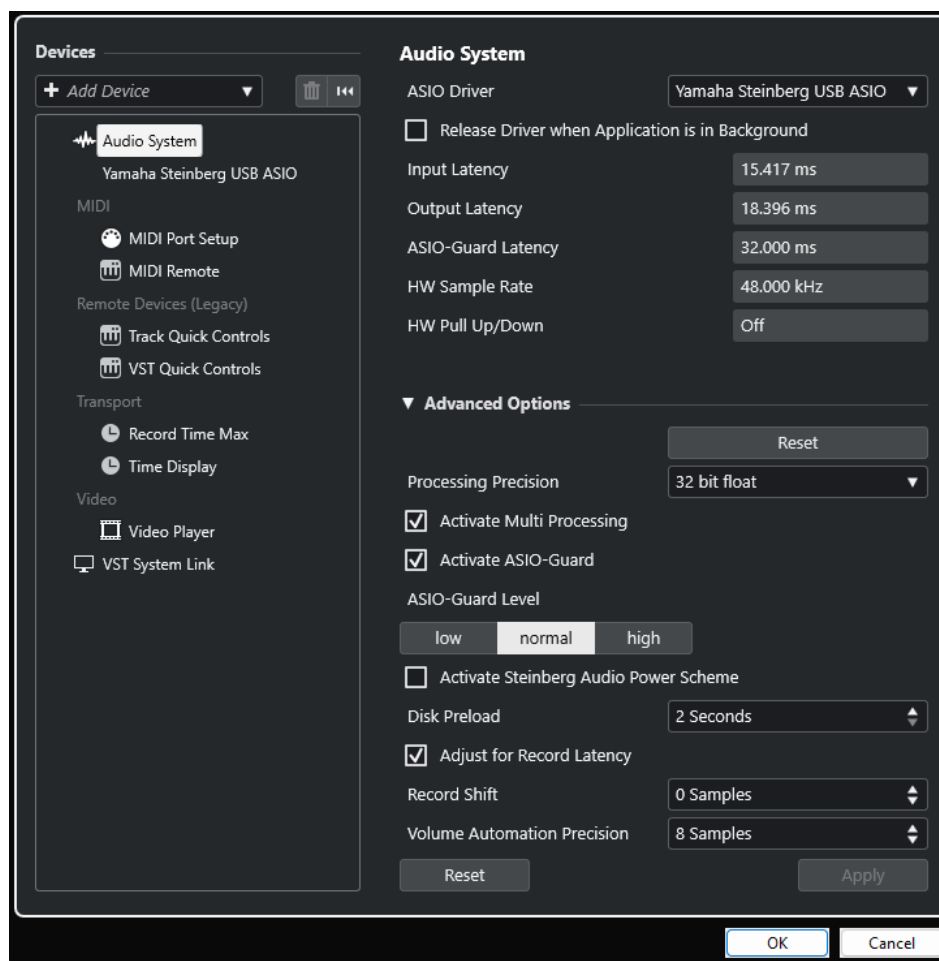 Devices
Add Device
Audio System
Yamaha Steinberg USB ASIO
MIDI
MIDI Port Setup
MIDI Remote
Remote Devices (Legacy)
Track Quick Controls
VST Quick Controls
Transport
Record Time Max
Time Display
Video
Video Player
VST System Link
Audio System
ASIO Driver Yamaha Steinberg USB ASIO
Release Driver when Application is in Background
Input Latency 15.417 ms
Output Latency 18.396 ms
ASIO-Guard Latency 32.000 ms
HW Sample Rate 48.000 kHz
HW Pull Up/Down Off
Advanced Options
Reset
Processing Precision 32 bit float
Activate Multi Processing
Activate ASIO-Guard
ASIO-Guard Level
low normal high
Activate Steinberg Audio Power Scheme
Disk Preload 2 Seconds
Adjust for Record Latency
Record Shift 0 Samples
Volume Automation Precision 8 Samples
Reset Apply
OK Cancel